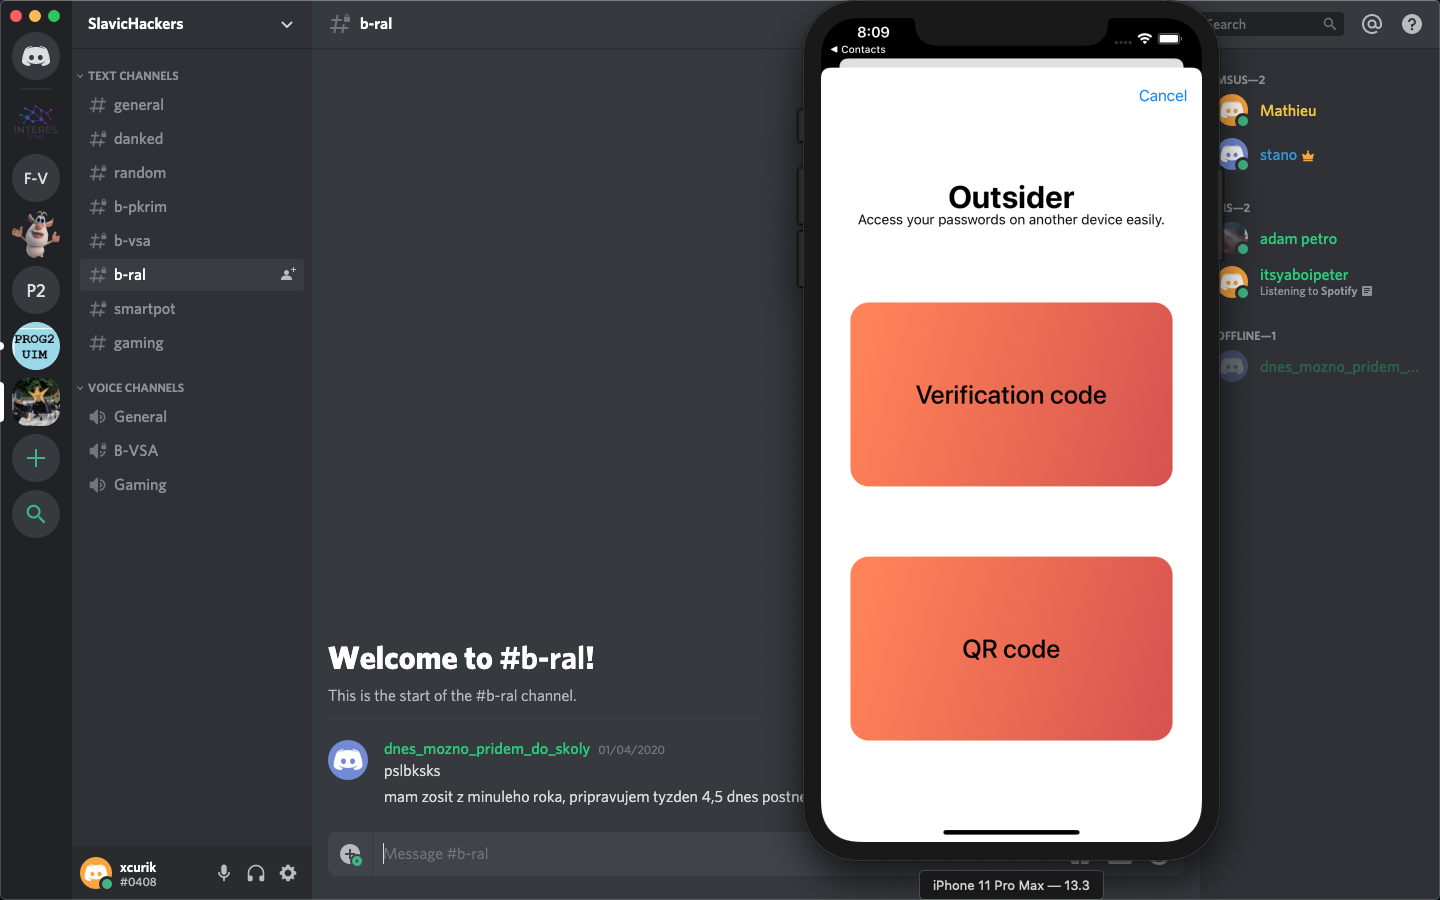 INTERES
F-V
P2
PROG2
UIM
SlavicHackers
TEXT CHANNELS
general
danked
random
b-pkrim
b-vsa
b-ral
smartpot
gaming
VOICE CHANNELS
General
B-VSA
Gaming
xcurik
#0408
b-ral
Welcome to #b-ral!
This is the start of the #b-ral channel.
dnes_mozno_pridem_do_skoly 01/04/2020
pslbksks
mam zosit z minuleho roka, pripravujem tyzden 4,5 dnes postne
Message #b-ral
8:09
Contacts
Cancel
Outsider
Access your passwords on another device easily.
Verification code
QR code
iPhone 11 Pro Max — 13.3
Search
MSUS—2
Mathieu
stano
IS—2
adam petro
itsyaboipeter
Listening to Spotify
OFFLINE—1
dnes_mozno_pridem_...